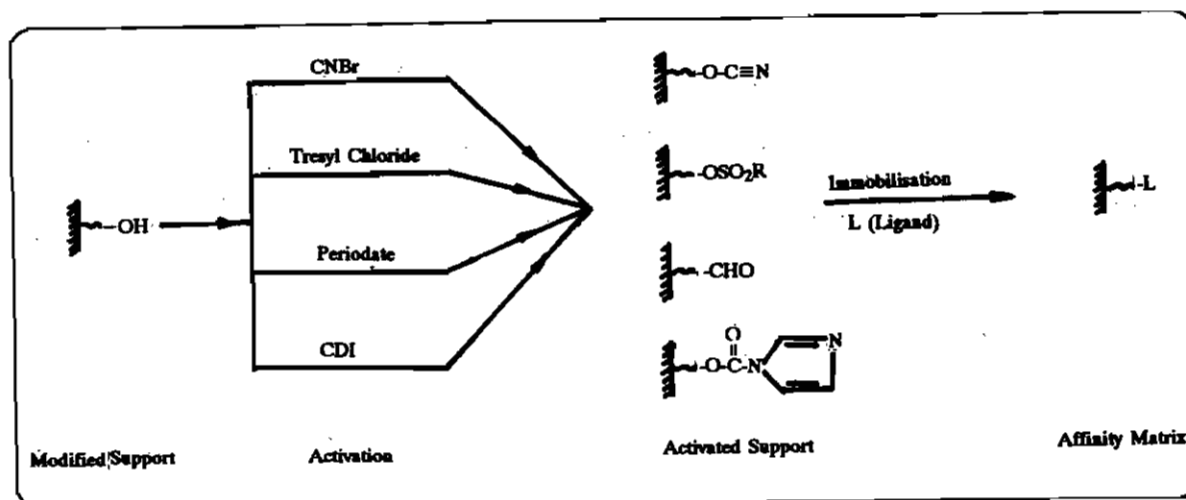 CNBr
Tresyl Chloride
Periodate
CDI
-OH
-O-C≡N
-OSO2R
-CHO
O
-O-C-N
N
Immobilisation
L (Ligand)
-L
Modified Support
Activation
Activated Support
Affinity Matrix